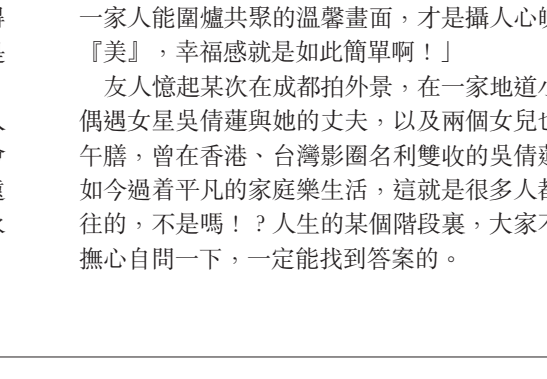 一家人能圍爐共聚的溫馨畫面，才是攝人心
『美』，幸福感就是如此簡單啊！」
友人憶起某次在成都拍外景，在一家地道
偶遇女星吳倩蓮與她的丈夫，以及兩個女兒
午膳，曾在香港、台灣影圈名利雙收的吳倩蓮
如今過着平凡的家庭樂生活，這就是很多人都
往的，不是嗎！？人生的某個階段裏，大家不
撫心自問一下，一定能找到答案的。